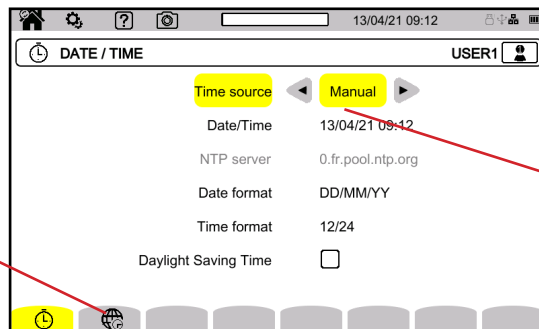 13/04/21 09:12
DATE / TIME USER1
Time source Manual
Date/Time 13/04/21 09:12
NTP server 0.fr.pool.ntp.org
Date format DD/MM/YY
Time format 12/24
Daylight Saving Time